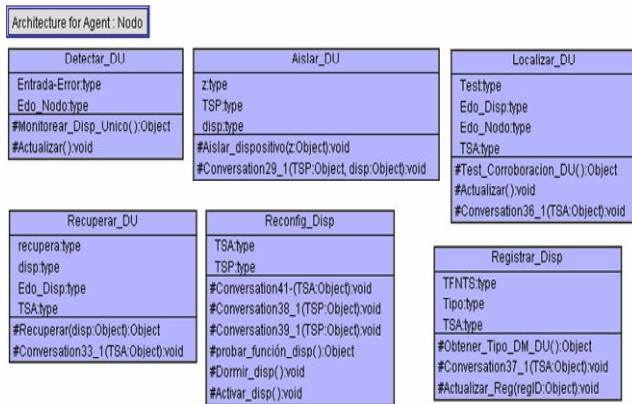 Architecture for Agent : Nodo
Detectar_DU
Entrada-Error:type
Edo_Nodo:type
#Monitorear_Disp_Unico():Object
#Actualizar():void
Aislar_DU
z:type
TSP:type
disp:type
#Aislar_dispositivo(z:Object):void
#Conversation29_1(TSP:Object, disp:Object):void
Localizar_DU
Test:type
Edo_Disp:type
Edo_Nodo:type
TSA:type
#Test_Corroboracion_DU():Object
#Actualizar():void
#Conversation36_1(TSA:Object):void
Recuperar_DU
recupera:type
disp:type
Edo_Disp:type
TSA:type
#Recuperar(disp:Object):Object
#Conversation33_1(TSA:Object):void
Reconfig_Disp
TSA:type
TSP:type
#Conversation41-(TSA:Object):void
#Conversation38_1(TSP:Object):void
#Conversation39_1(TSP:Object):void
#probar_función_disp():Object
#Dormir_disp():void
#Activar_disp():void
Registrar_Disp
TFNTS:type
Tipo:type
TSA:type
#Obtener_Tipo_DM_DU():Object
#Conversation37_1(TSA:Object):void
#Actualizar_Reg(regID:Object):void